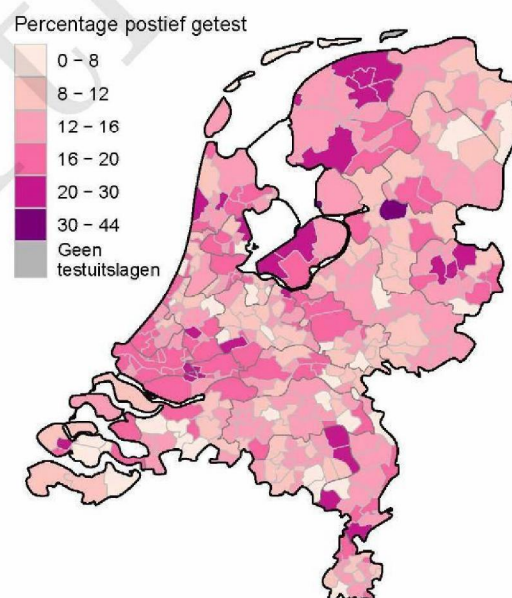 Percentage postief getest
0 – 8
8 – 12
12 – 16
16 – 20
20 – 30
30 – 44
Geen
testuitslagen